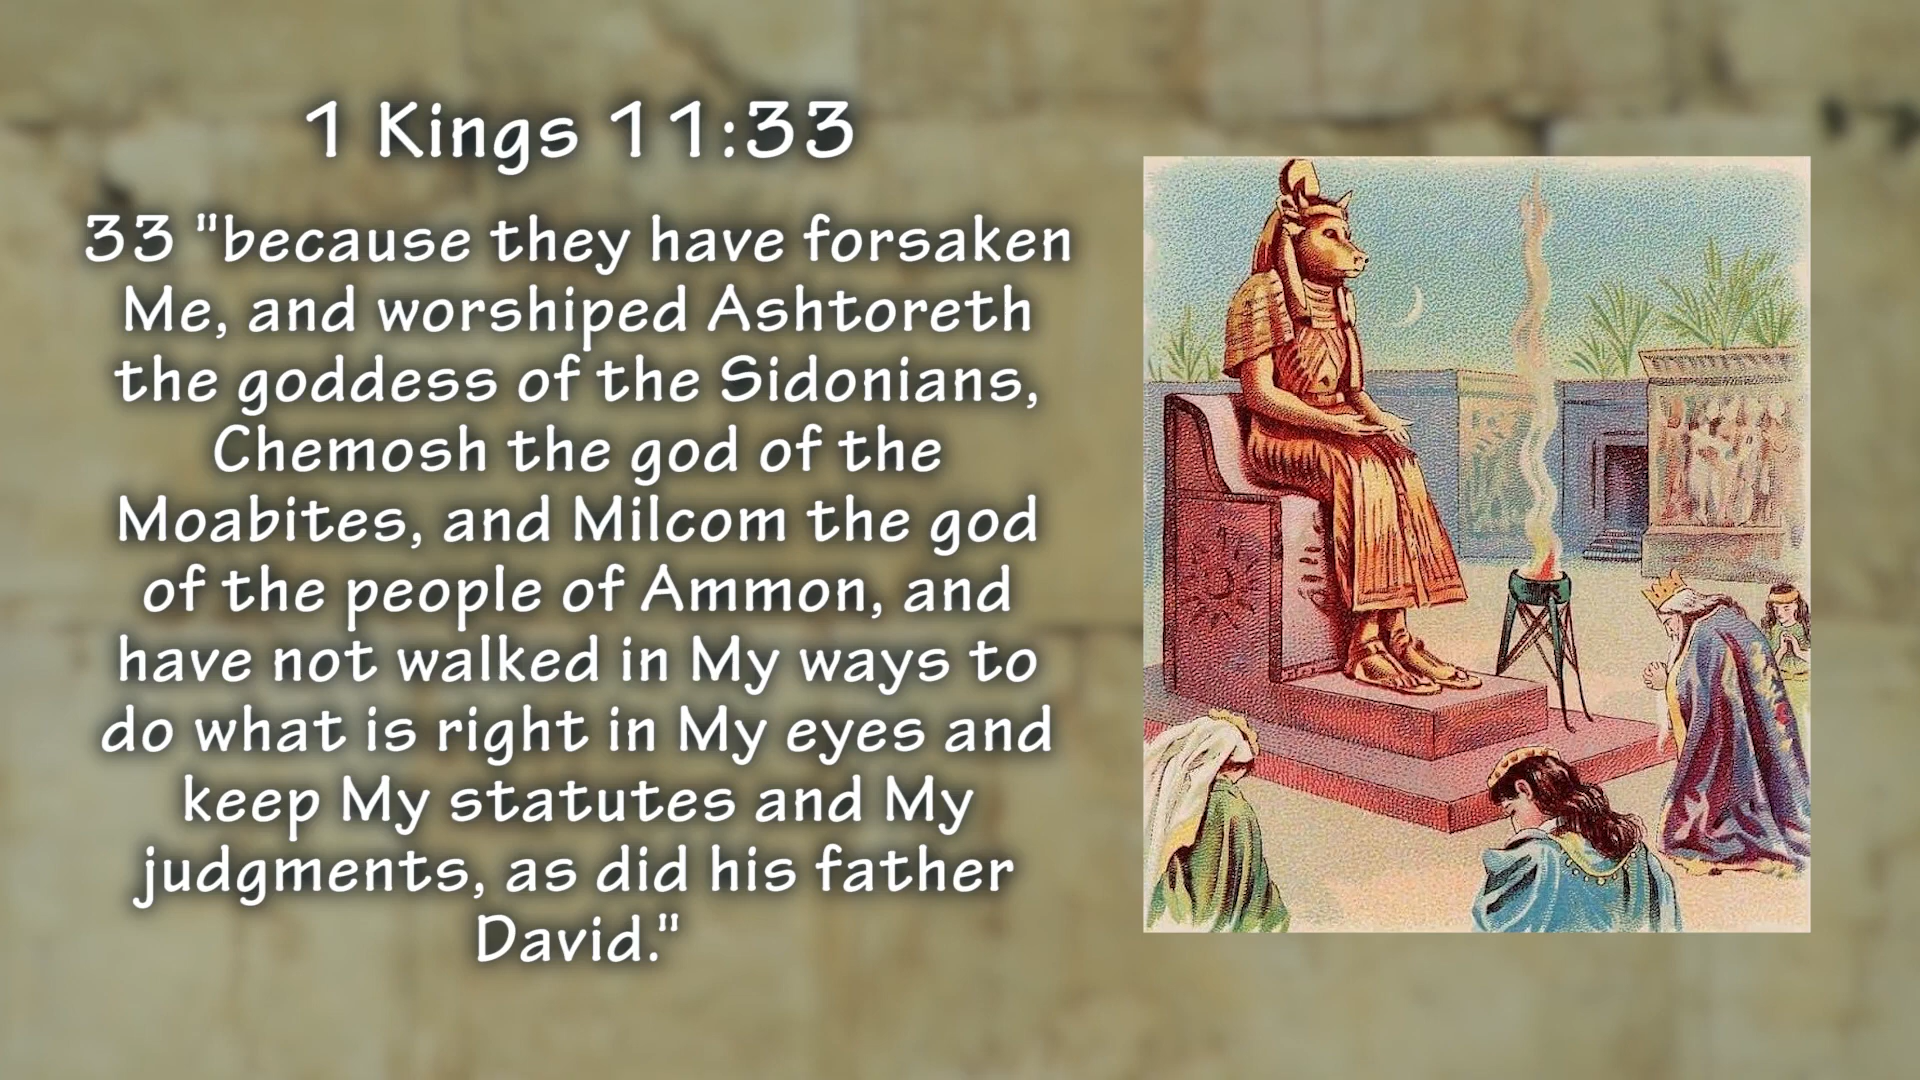 1 Kings 11:33
33 "because they have forsaken
Me, and worshiped Ashtoreth
the goddess of the Sidonians,
Chemosh the god of the
Moabites, and Milcom the god
of the people of Ammon, and
have not walked in My ways to
do what is right in My eyes and
keep My statutes and My
judgments, as did his father
David."